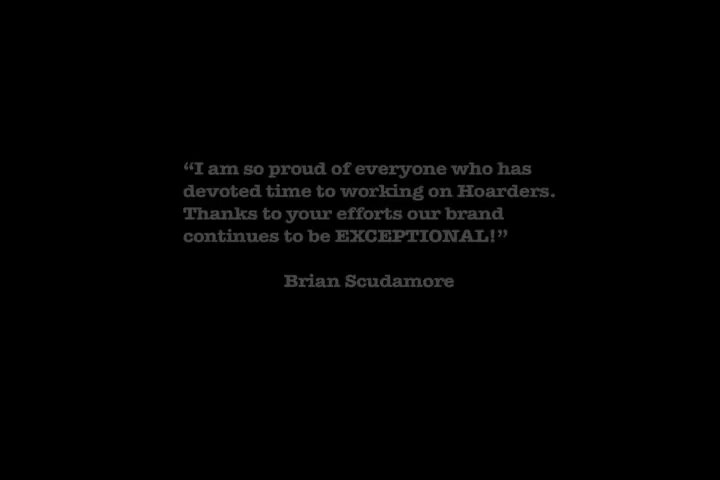 “I am so proud of everyone who has
devoted time to working on Hoarders.
Thanks to your efforts our brand
continues to be EXCEPTIONAL!”
Brian Scudamore